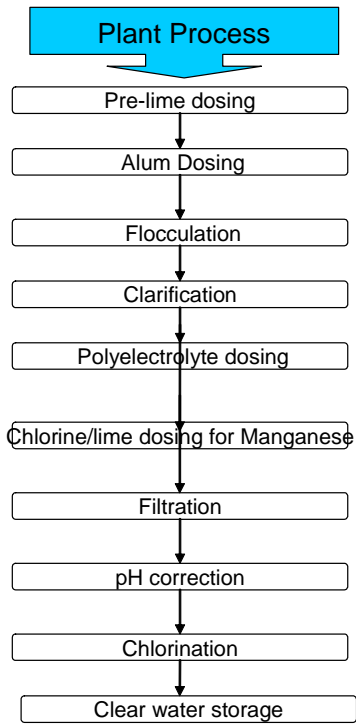 Plant Process
Pre-lime dosing
Alum Dosing
Flocculation
Clarification
Polyelectrolyte dosing
Chlorine/lime dosing for Manganese
Filtration
pH correction
Chlorination
Clear water storage